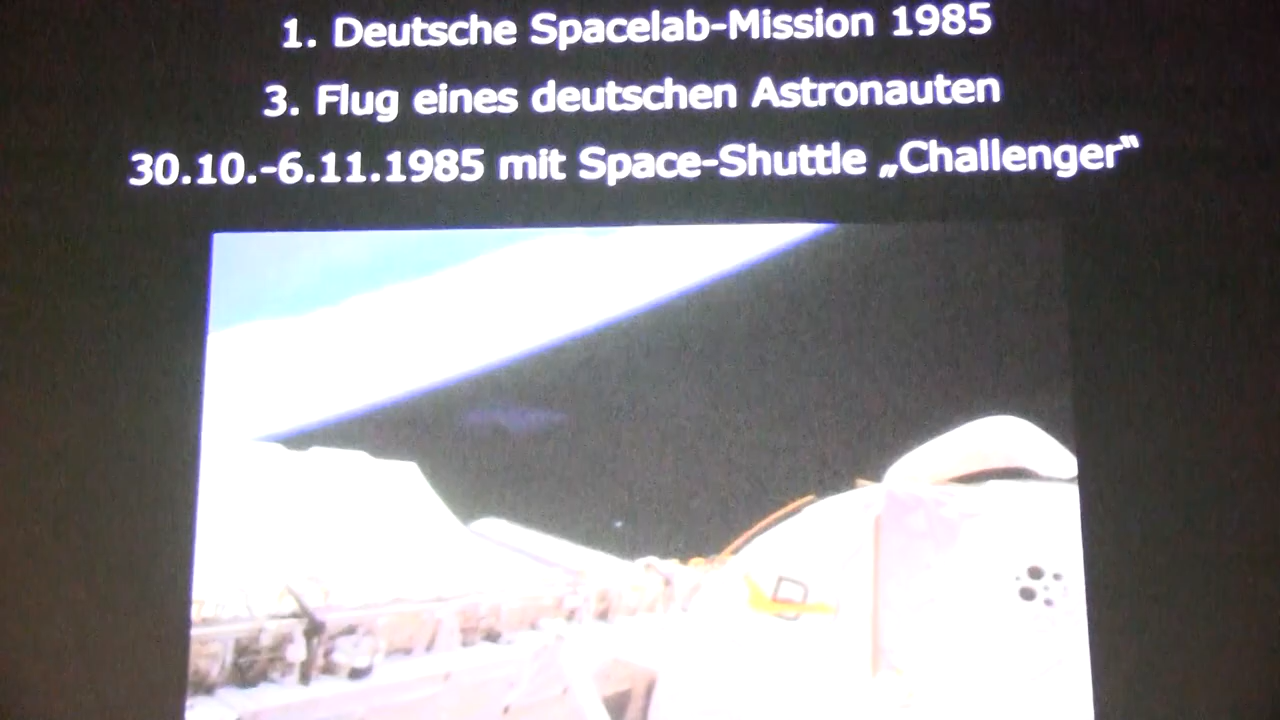 1. Deutsche Spacelab-Mission 1985
3. Flug eines deutschen Astronauten
30.10.-6.11.1985 mit Space-Shuttle „Challenger“